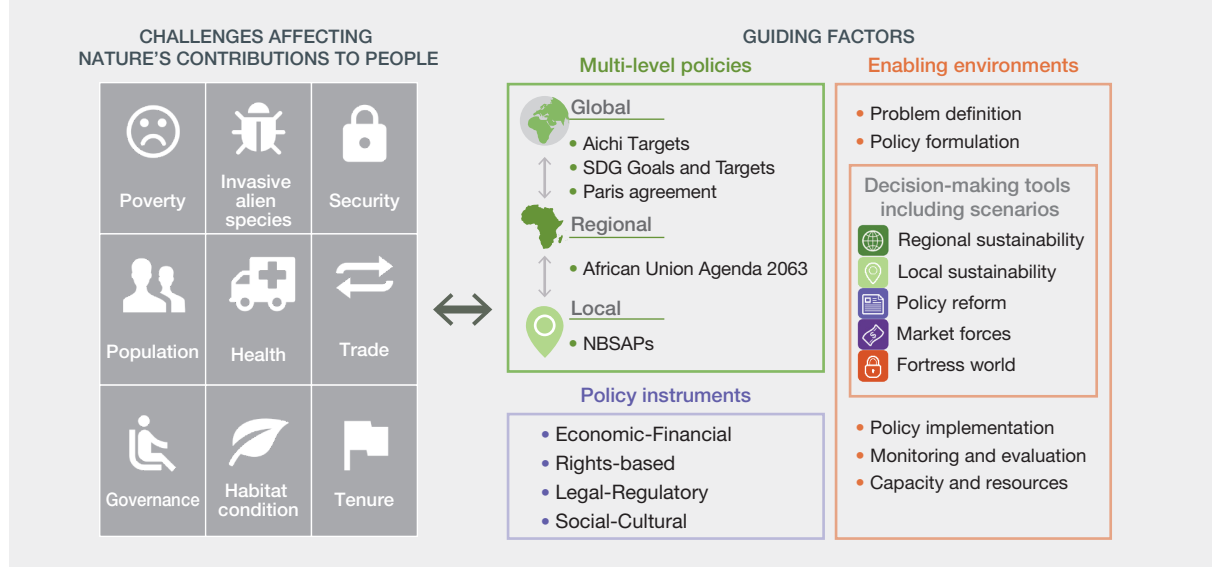 CHALLENGES AFFECTING
NATURE'S CONTRIBUTIONS TO PEOPLE
Poverty
Invasive
alien
species
Security
Population
Health
Trade
Governance
Habitat
condition
Tenure
GUIDING FACTORS
Multi-level policies
Global
• Aichi Targets
• SDG Goals and Targets
• Paris agreement
Regional
• African Union Agenda 2063
Local
• NBSAPs
Policy instruments
• Economic-Financial
• Rights-based
• Legal-Regulatory
• Social-Cultural
Enabling environments
• Problem definition
• Policy formulation
Decision-making tools
including scenarios
Regional sustainability
Local sustainability
Policy reform
Market forces
Fortress world
• Policy implementation
• Monitoring and evaluation
• Capacity and resources